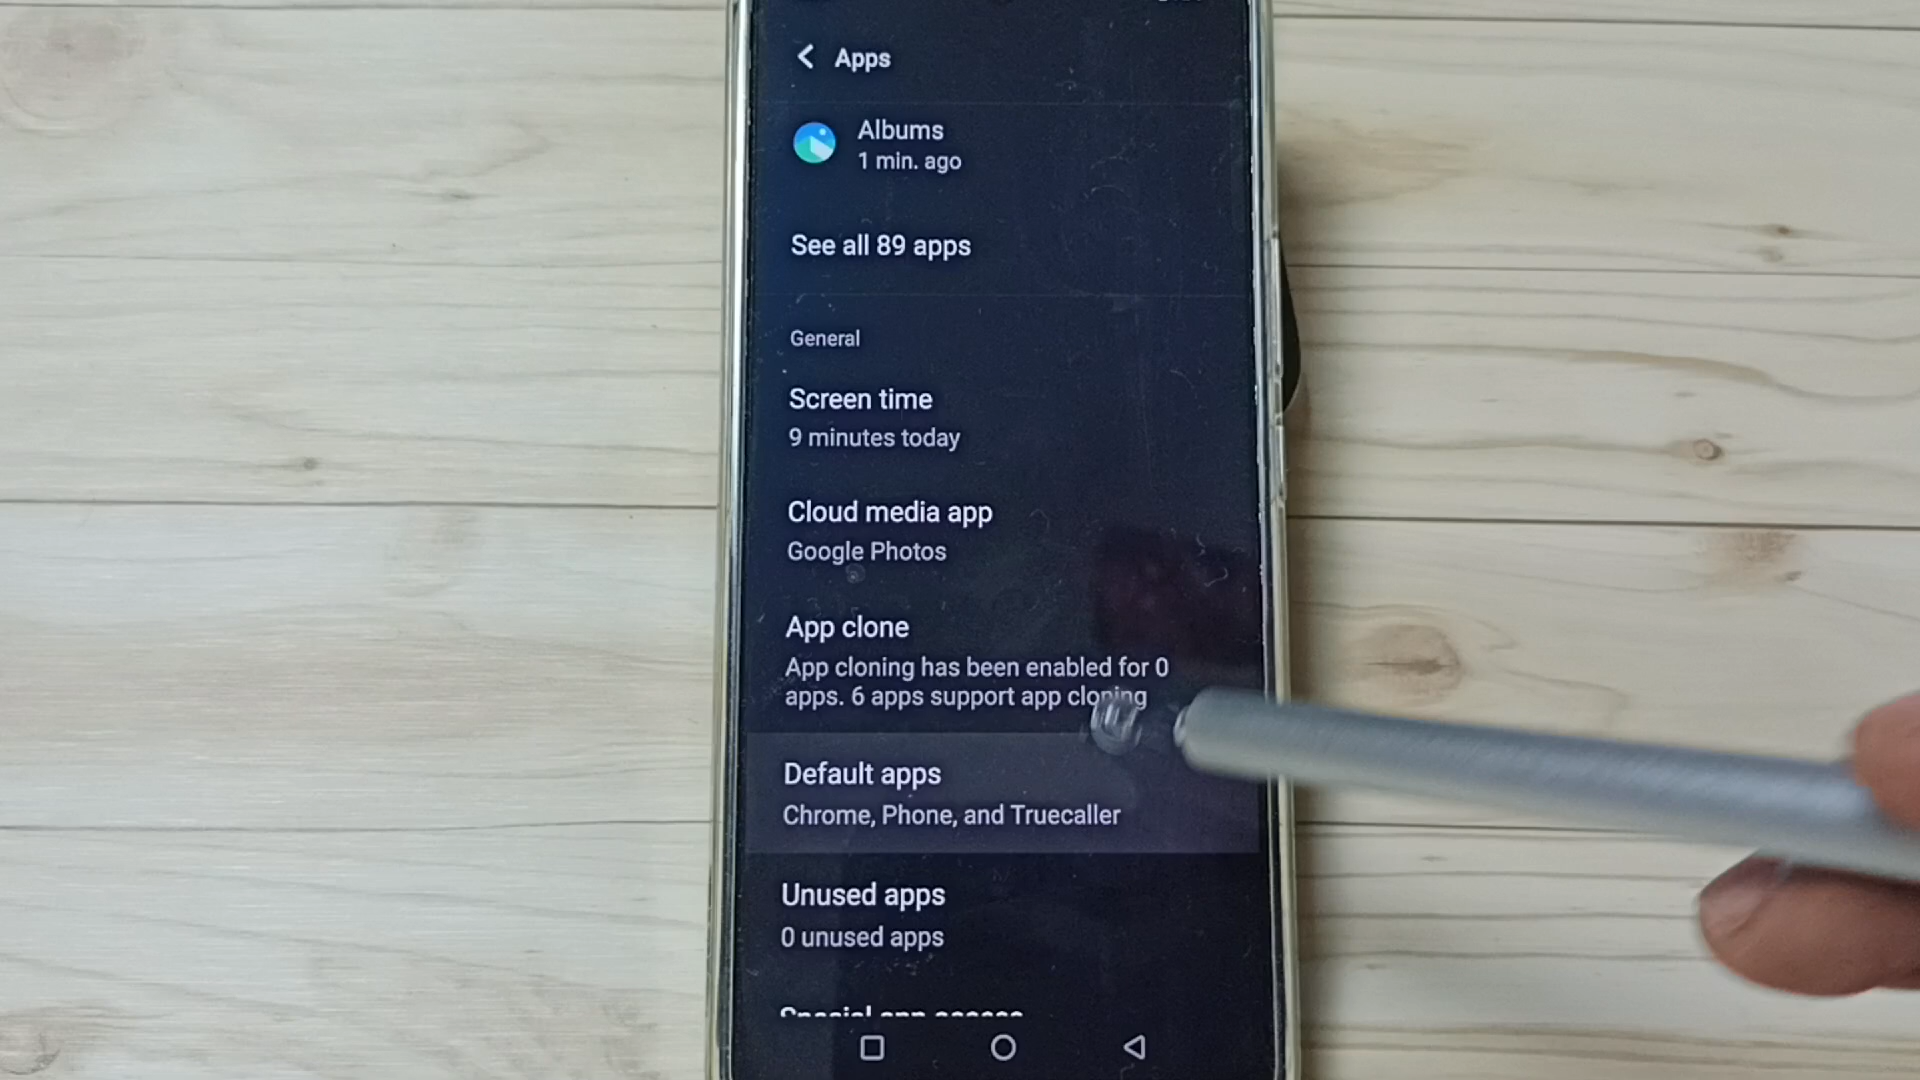 Apps
Albums
1 min. ago
See all 89 apps
General
Screen time
9 minutes today
Cloud media app
Google Photos
App clone
App cloning has been enabled for 0
apps. 6 apps support app cloning
Default apps
Chrome, Phone, and Truecaller
Unused apps
0 unused apps
Special app access